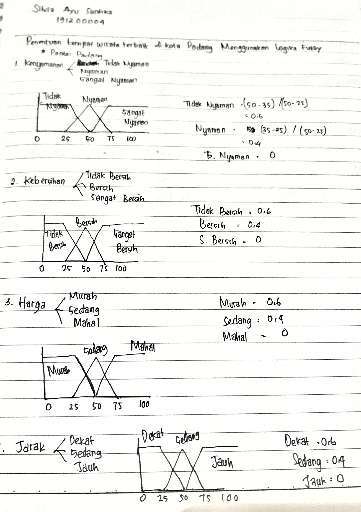 Silvia Ayu Santika
191200004
Penentuan tempat wisata terbaik di kota Padang Menggunakan Logika Fuzzy
* Pantai Padang
1. Kenyamanan
Tidak Nyaman
Nyaman
Sangat Nyaman
Tidak Nyaman
Nyaman
Sangat Nyaman
0 25 50 75 100
Tidak Nyaman = (50-35) / (50-25)
= 0.6
Nyaman = (35-25) / (50-25)
= 0.4
S. Nyaman = 0
2. Kebersihan
Tidak Bersih
Bersih
Sangat Bersih
Tidak Bersih
Bersih
Sangat Bersih
0 25 50 75 100
Tidak Bersih = 0.6
Bersih = 0.4
S. Bersih = 0
3. Harga
Murah
Sedang
Mahal
Murah
Sedang
Mahal
0 25 50 75 100
Murah = 0.6
Sedang = 0.4
Mahal = 0
Jarak
Dekat
Sedang
Jauh
Dekat
Sedang
Jauh
0 25 50 75 100
Dekat = 0.6
Sedang = 0.4
Jauh = 0